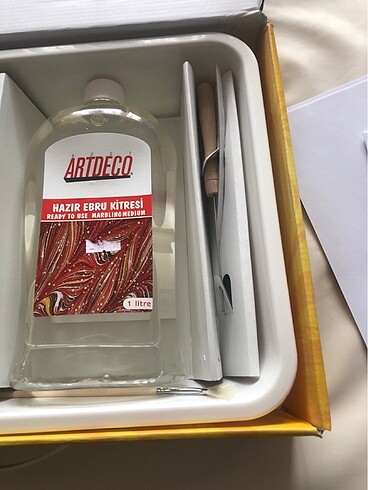 ARTDECO
HAZIR EBRU KİTRESİ
READY TO USE MARBLING MEDIUM
1 litre